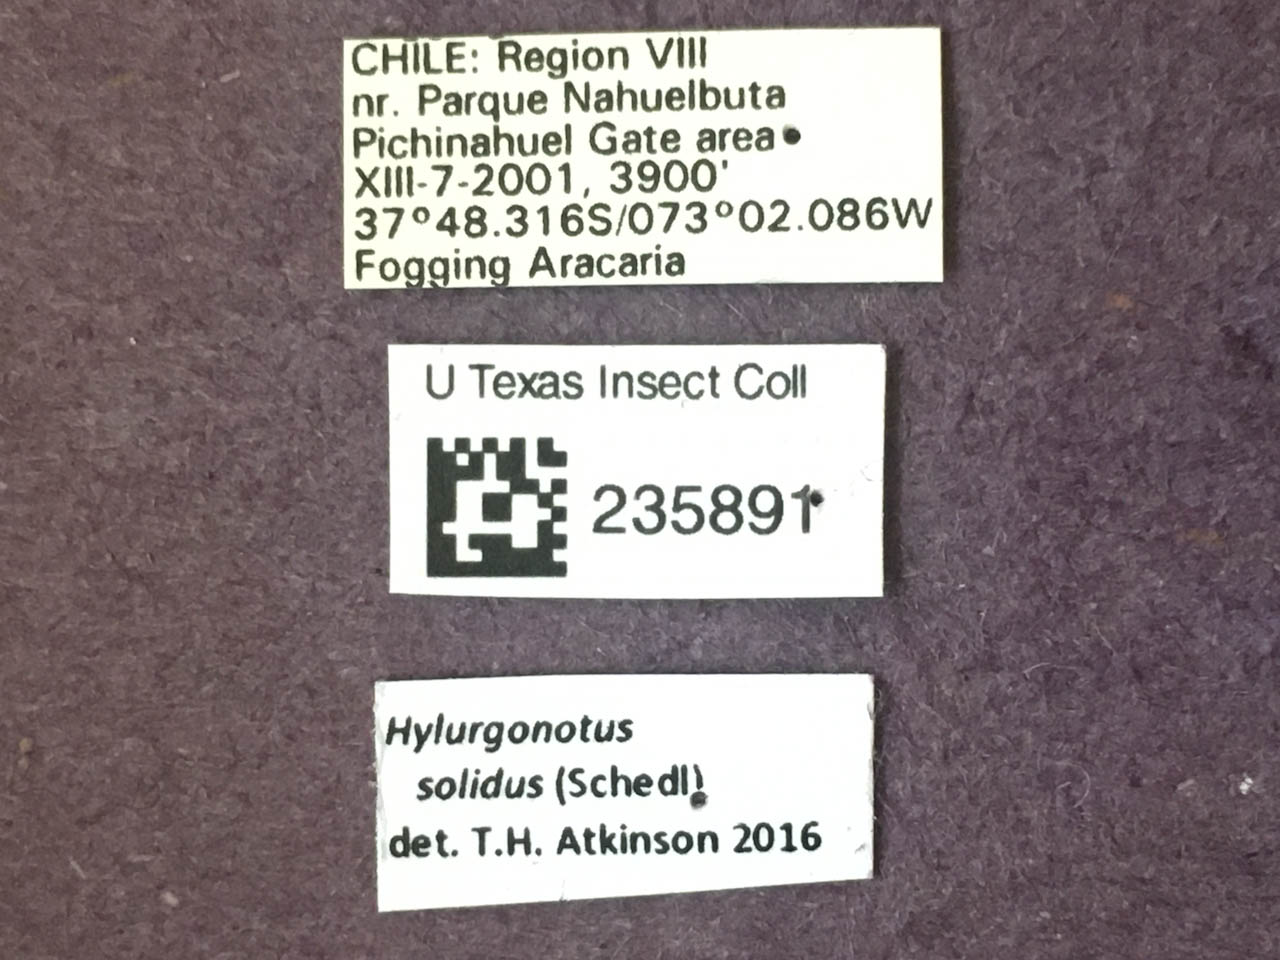 CHILE: Region VIII
nr. Parque Nahuelbuta
Pichinahuel Gate area
XIII-7-2001, 3900'
37°48.316S/073°02.086W
Fogging Aracaria
U Texas Insect Coll
235891
Hylurgonotus
solidus (Schedl)
det. T.H. Atkinson 2016